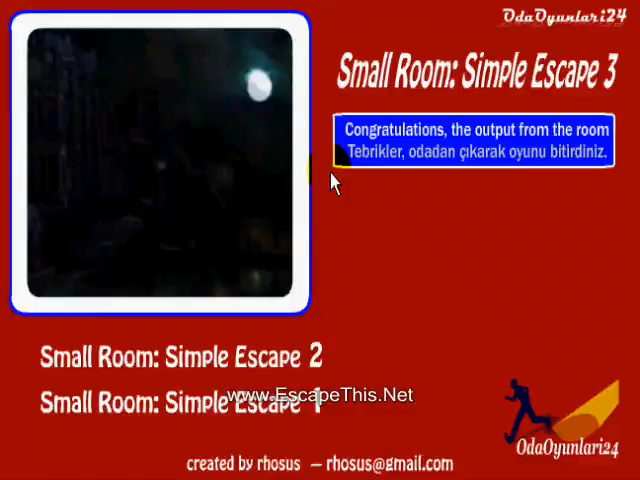 OdaOyunlari24
Small Room: Simple Escape 3
Congratulations, the output from the room
Tebrikler, odadan çıkarak oyunu bitirdiniz.
Small Room: Simple Escape 2
www.EscapeThis.Net
Small Room: Simple Escape 1
OdaOyunlari24
created by rhosus – rhosus@gmail.com